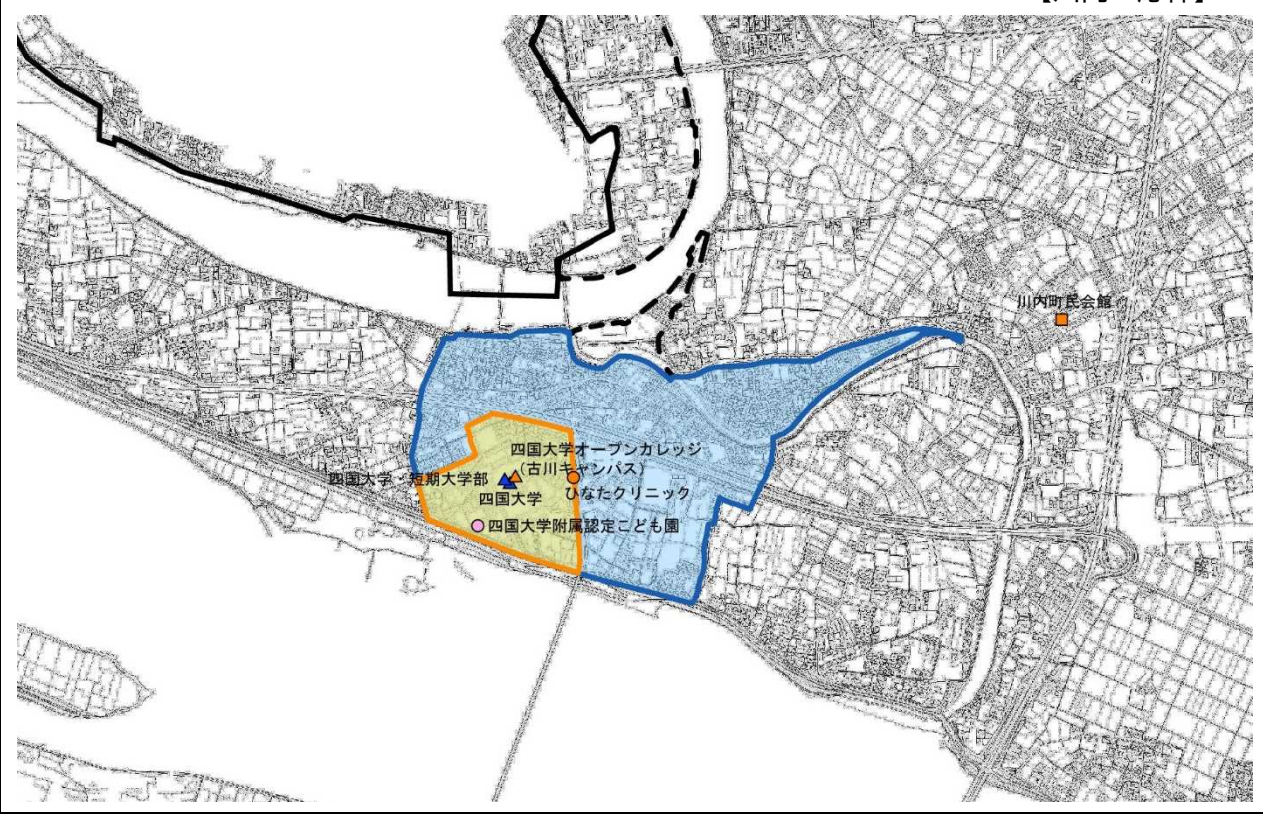 川内町民会館
四国大学オープンカレッジ
（古川キャンパス）
四国大学・短期大学部
四国大学
ひなたクリニック
四国大学附属認定こども園